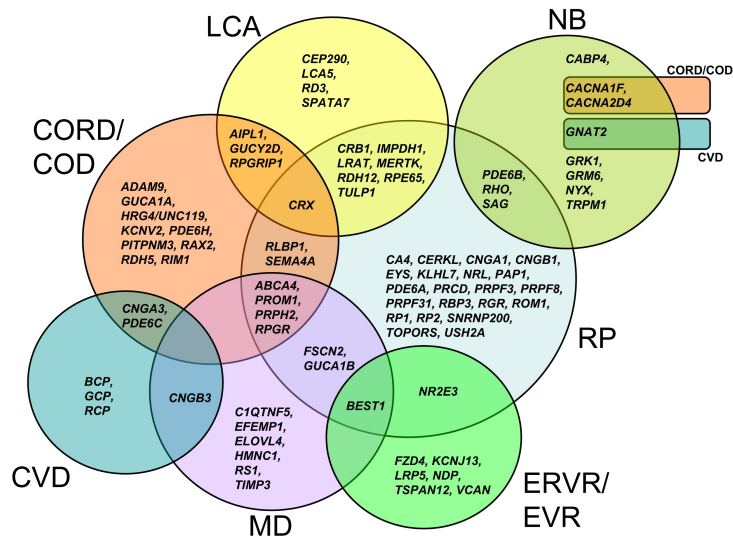 LCA
NB
CEP290,
LCA5,
RD3,
SPATA7
CABP4,
CORD/COD
CACNA1F,
CACNA2D4
GNAT2
CVD
GRK1,
GRM6,
NYX,
TRPM1
CORD/
COD
AIPL1,
GUCY2D,
RPGRIP1
CRB1, IMPDH1,
LRAT, MERTK,
RDH12, RPE65,
TULP1
PDE6B,
RHO,
SAG
ADAM9,
GUCA1A,
HRG4/UNC119,
KCNV2, PDE6H,
PITPNM3, RAX2,
RDH5, RIM1
CRX
RLBP1,
SEMA4A
CA4, CERKL, CNGA1, CNGB1,
EYS, KLHL7, NRL, PAP1,
PDE6A, PRCD, PRPF3, PRPF8,
PRPF31, RBP3, RGR, ROM1,
RP1, RP2, SNRNP200,
TOPORS, USH2A
RP
ABCA4,
PROM1,
PRPH2,
RPGR
CNGA3,
PDE6C
FSCN2,
GUCA1B
BCP,
GCP,
RCP
CNGB3
BEST1
NR2E3
C1QTNF5,
EFEMP1,
ELOVL4,
HMNC1,
RS1,
TIMP3
FZD4, KCNJ13,
LRP5, NDP,
TSPAN12, VCAN
CVD
MD
ERVR/
EVR